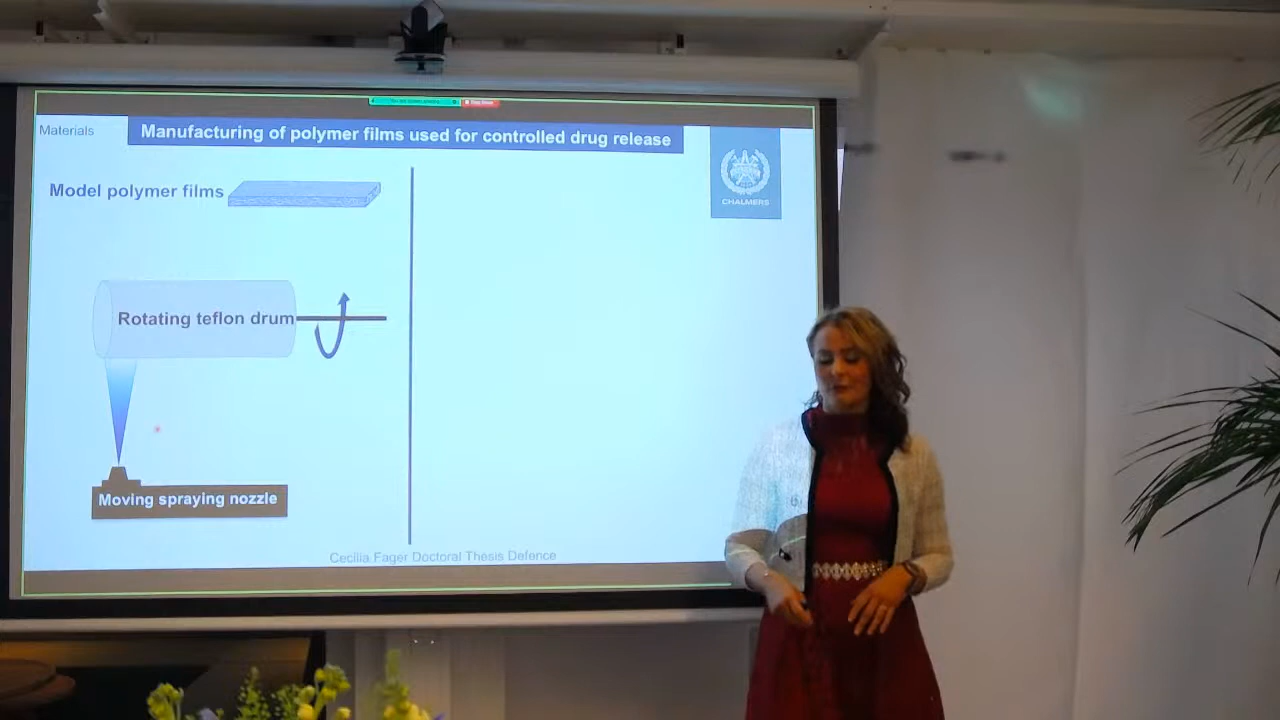 Materials
Manufacturing of polymer films used for controlled drug release
CHALMERS
Model polymer films
Rotating teflon drum
Moving spraying nozzle
Cecilia Fager Doctoral Thesis Defence